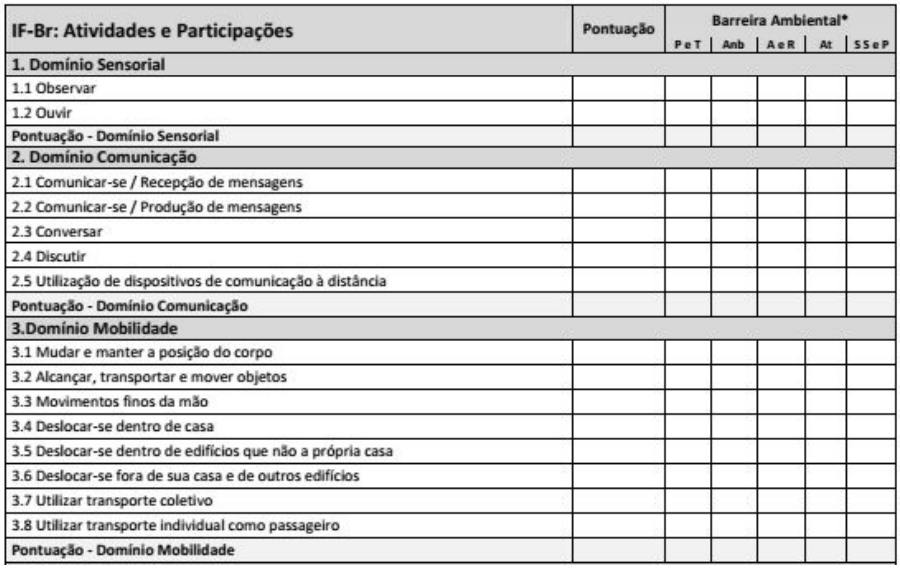 IF-Br: Atividades e Participações Pontuação Barreira Ambiental*
P e T Anb A e R At S S e P
1. Domínio Sensorial
1.1 Observar
1.2 Ouvir
Pontuação - Domínio Sensorial
2. Domínio Comunicação
2.1 Comunicar-se / Recepção de mensagens
2.2 Comunicar-se / Produção de mensagens
2.3 Conversar
2.4 Discutir
2.5 Utilização de dispositivos de comunicação à distância
Pontuação - Domínio Comunicação
3.Domínio Mobilidade
3.1 Mudar e manter a posição do corpo
3.2 Alcançar, transportar e mover objetos
3.3 Movimentos finos da mão
3.4 Deslocar-se dentro de casa
3.5 Deslocar-se dentro de edifícios que não a própria casa
3.6 Deslocar-se fora de sua casa e de outros edifícios
3.7 Utilizar transporte coletivo
3.8 Utilizar transporte individual como passageiro
Pontuação - Domínio Mobilidade